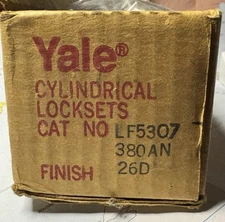 Yale®
CYLINDRICAL
LOCKSETS
CAT NO LF5307
380AN
FINISH 26D